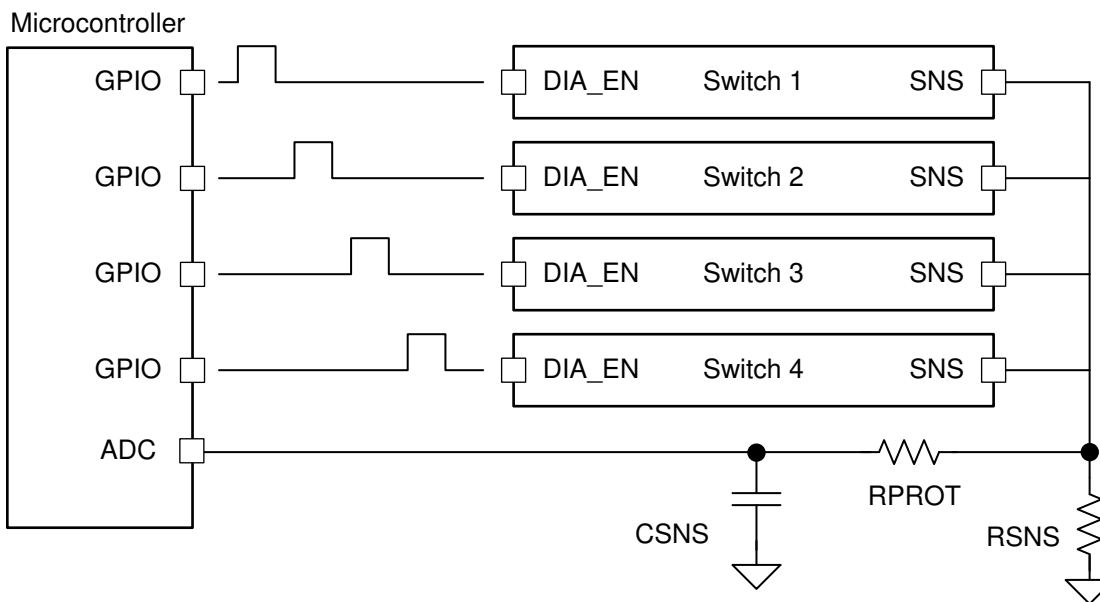 Microcontroller
GPIO DIA_EN Switch 1 SNS
GPIO DIA_EN Switch 2 SNS
GPIO DIA_EN Switch 3 SNS
GPIO DIA_EN Switch 4 SNS
ADC
RPROT
CSNS RSNS